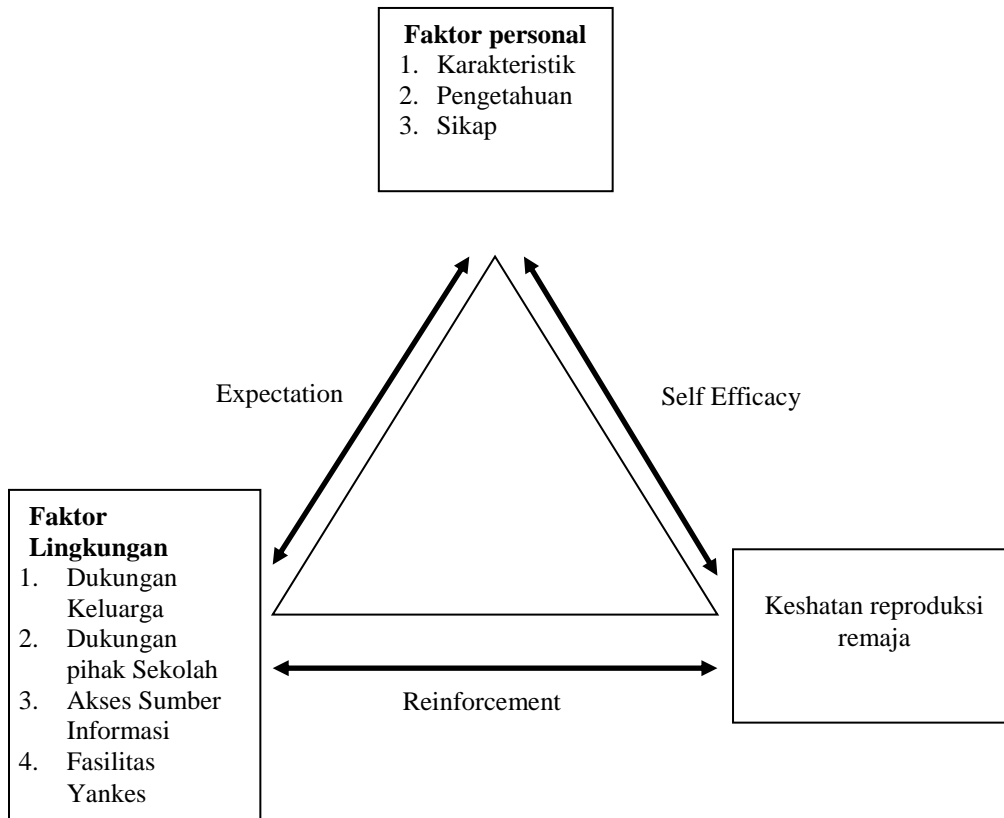 Faktor personal
1. Karakteristik
2. Pengetahuan
3. Sikap
Expectation
Self Efficacy
Faktor
Lingkungan
1. Dukungan
Keluarga
2. Dukungan
pihak Sekolah
3. Akses Sumber
Informasi
4. Fasilitas
Yankes
Keshatan reproduksi
remaja
Reinforcement